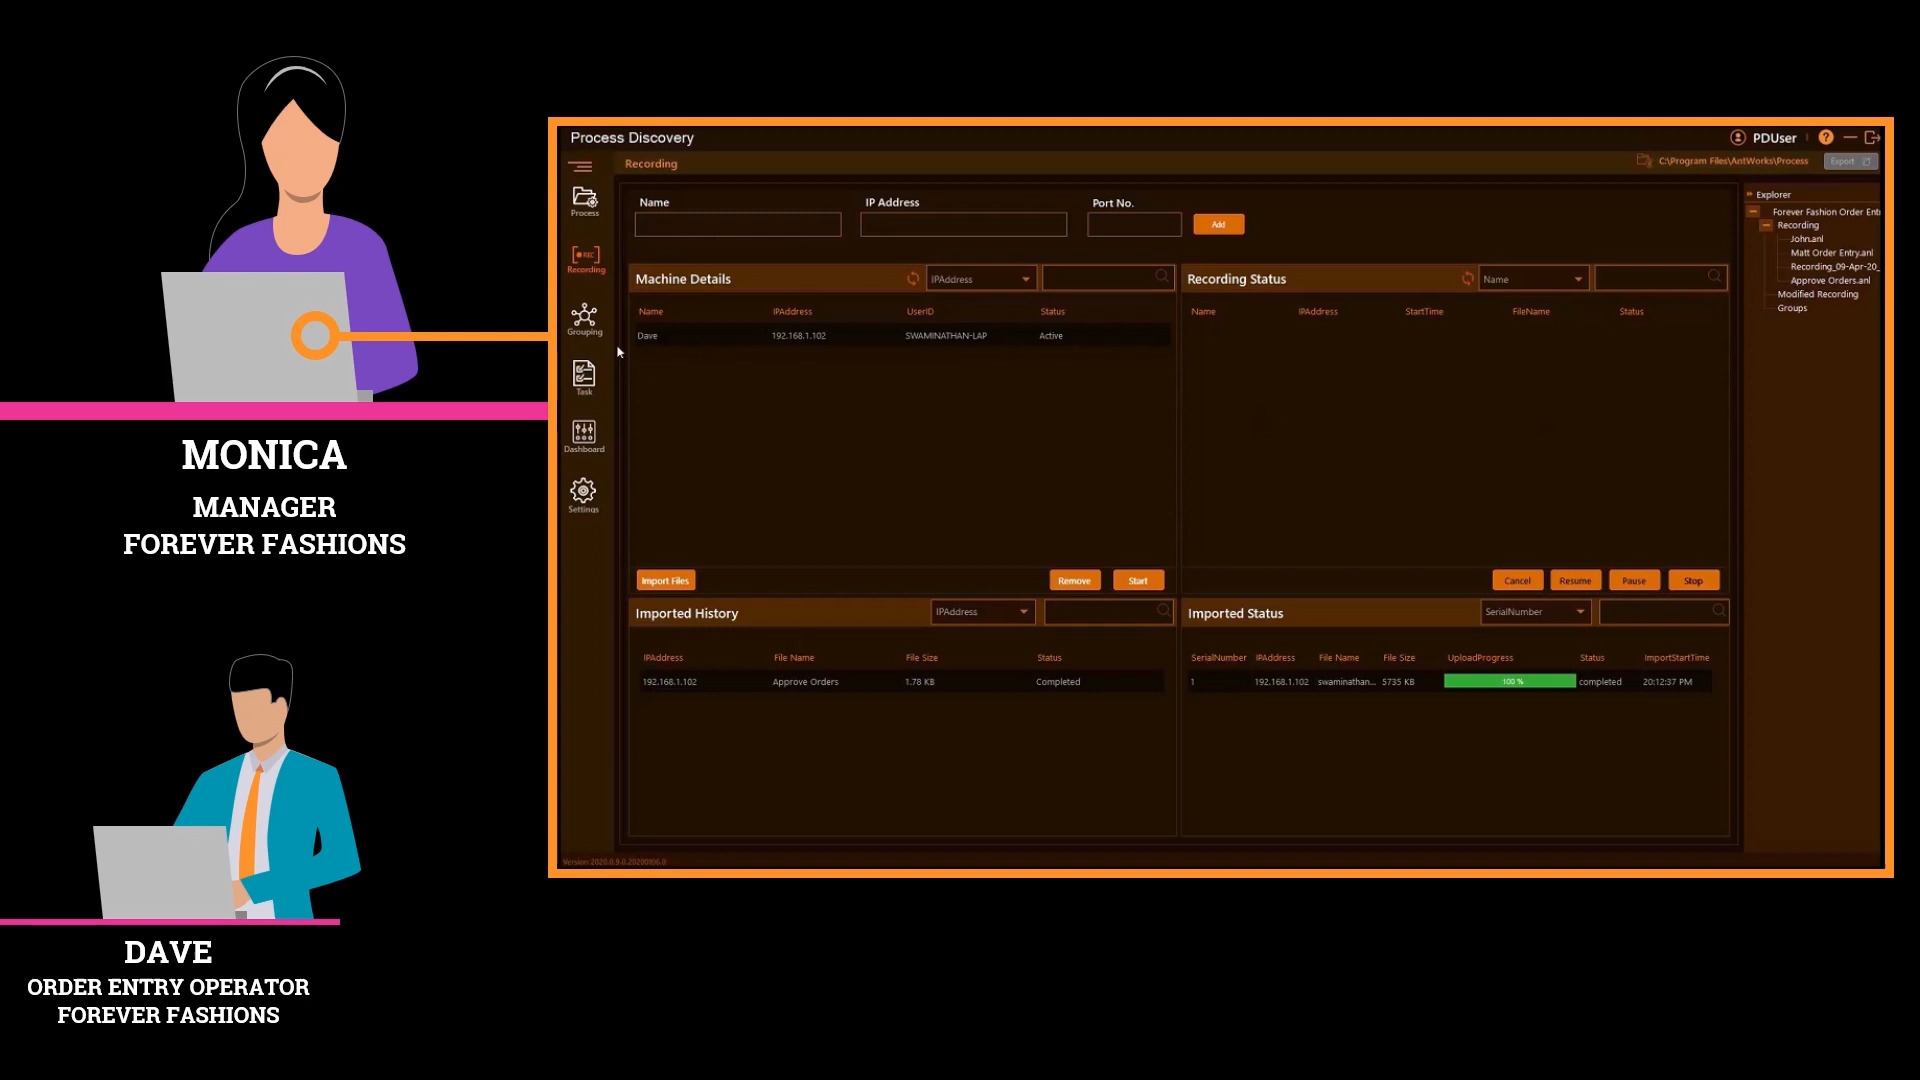 MONICA
MANAGER
FOREVER FASHIONS
DAVE
ORDER ENTRY OPERATOR
FOREVER FASHIONS
Process Discovery
PDUser
?
Recording
C:\Program Files\AntWorks\Process
Export
Process
REC
Recording
Grouping
Task
Dashboard
Settings
Name
IP Address
Port No.
Add
Machine Details
IPAddress
Name IPAddress UserID Status
Dave 192.168.1.102 SWAMINATHAN-LAP Active
Import Files
Remove
Start
Recording Status
Name
Name IPAddress StartTime FileName Status
Cancel
Resume
Pause
Stop
Imported History
IPAddress
IPAddress File Name File Size Status
192.168.1.102 Approve Orders 1.78 KB Completed
Imported Status
SerialNumber
SerialNumber IPAddress File Name File Size UploadProgress Status ImportStartTime
1 192.168.1.102 swaminathan... 5735 KB 100 % completed 20:12:37 PM
Explorer
Forever Fashion Order Ent
Recording
John.anl
Matt Order Entry.anl
Recording_09-Apr-20_
Approve Orders.anl
Modified Recording
Groups